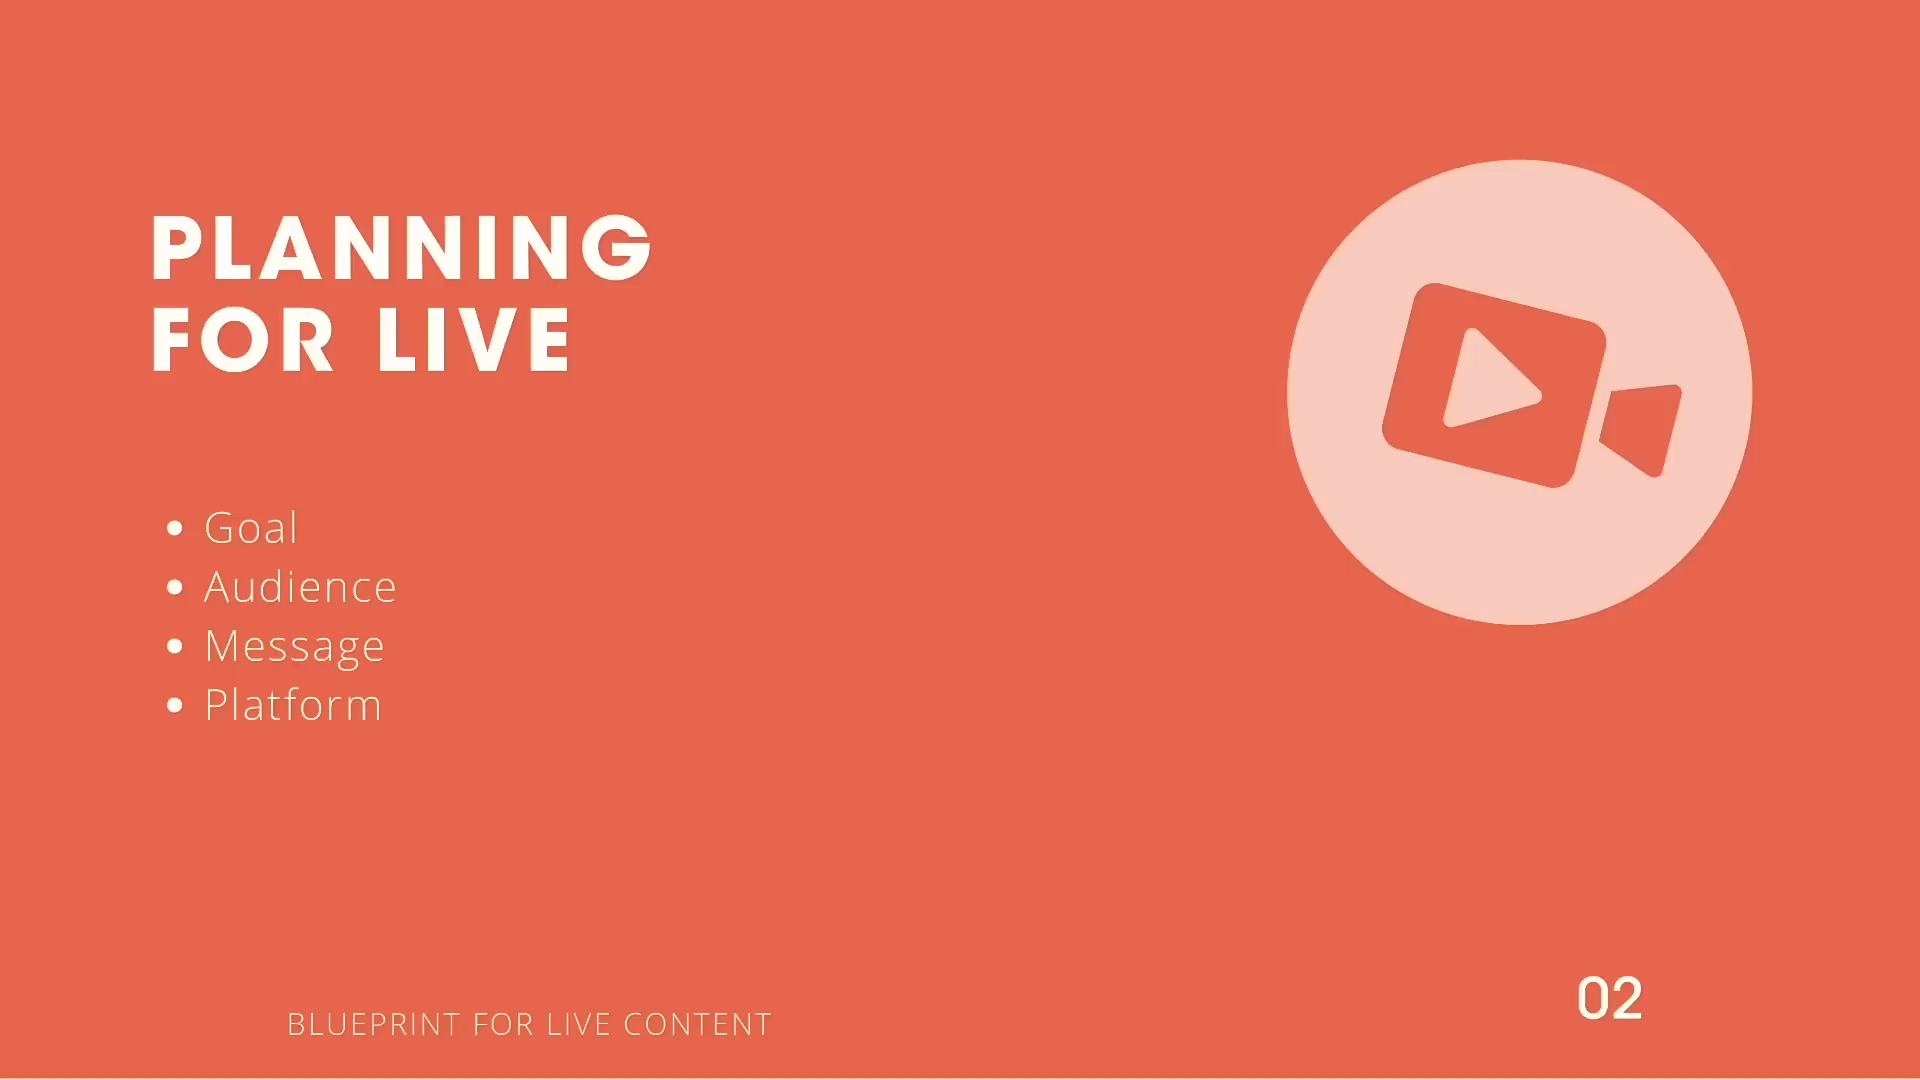 PLANNING
FOR LIVE
• Goal
• Audience
• Message
• Platform
BLUEPRINT FOR LIVE CONTENT
02